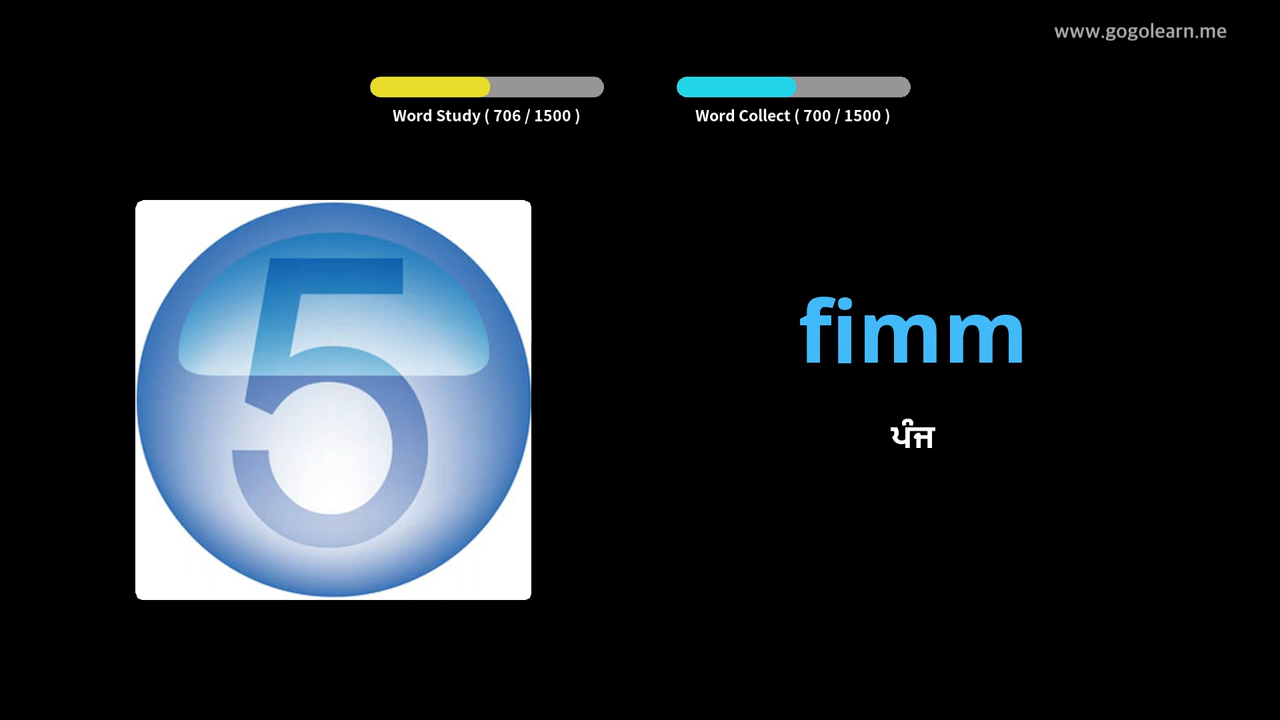 www.gogolearn.me
Word Study ( 706 / 1500 )
Word Collect ( 700 / 1500 )
5
fimm
ਪੰਜ